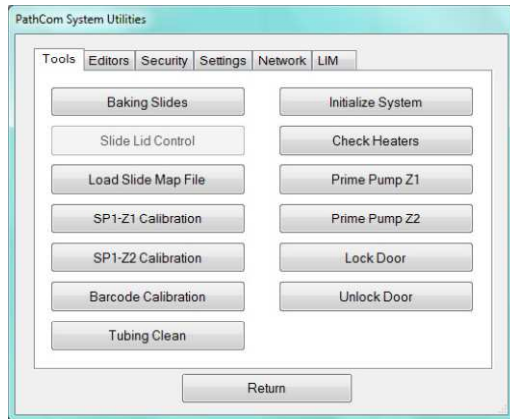 PathCom System Utilities
Tools Editors Security Settings Network LIM
Baking Slides
Initialize System
Slide Lid Control
Check Heaters
Load Slide Map File
Prime Pump Z1
SP1-Z1 Calibration
Prime Pump Z2
SP1-Z2 Calibration
Lock Door
Barcode Calibration
Unlock Door
Tubing Clean
Return